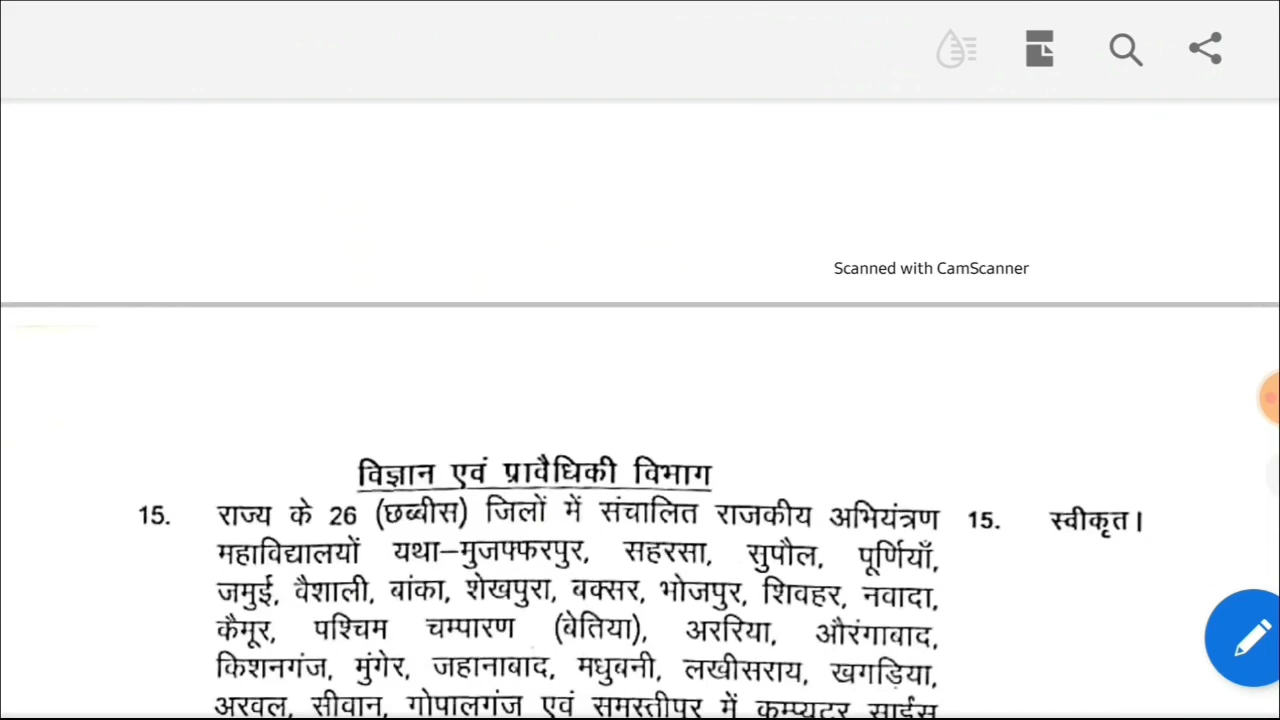 Scanned with CamScanner
विज्ञान एवं प्रावैधिकी विभाग
15. राज्य के 26 (छब्बीस) जिलों में संचालित राजकीय अभियंत्रण 15. स्वीकृत।
महाविद्यालयों यथा–मुजफ्फरपुर, सहरसा, सुपौल, पूर्णियाँ,
जमुई, वैशाली, बांका, शेखपुरा, बक्सर, भोजपुर, शिवहर, नवादा,
कैमूर, पश्चिम चम्पारण (बेतिया), अररिया, औरंगाबाद,
किशनगंज, मुंगेर, जहानाबाद, मधुबनी, लखीसराय, खगड़िया,
अरवल, सीवान, गोपालगंज एवं समस्तीपुर में कम्प्यूटर साईंस